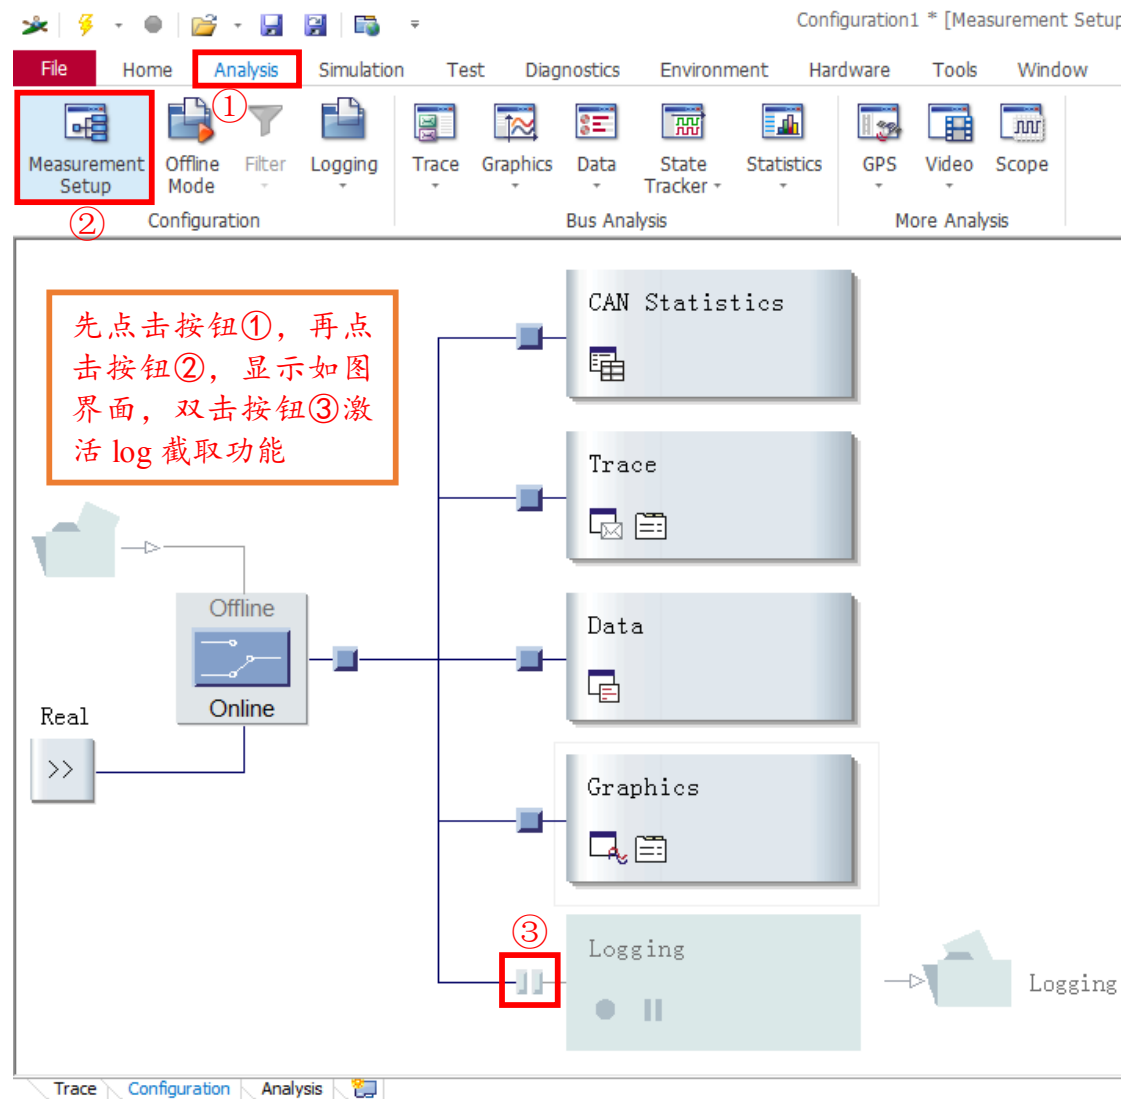 Configuration1 * [Measurement Setup
File Home Analysis Simulation Test Diagnostics Environment Hardware Tools Window
①
Measurement Setup
Offline Mode
Filter
Logging
Trace
Graphics
Data
State Tracker
Statistics
GPS
Video
Scope
②
Configuration
Bus Analysis
More Analysis
CAN Statistics
先点击按钮①，再点
击按钮②，显示如图
界面，双击按钮③激
活 log 截取功能
Trace
Offline
Data
Online
Real
>>
Graphics
③
Logging
Logging
Trace Configuration Analysis